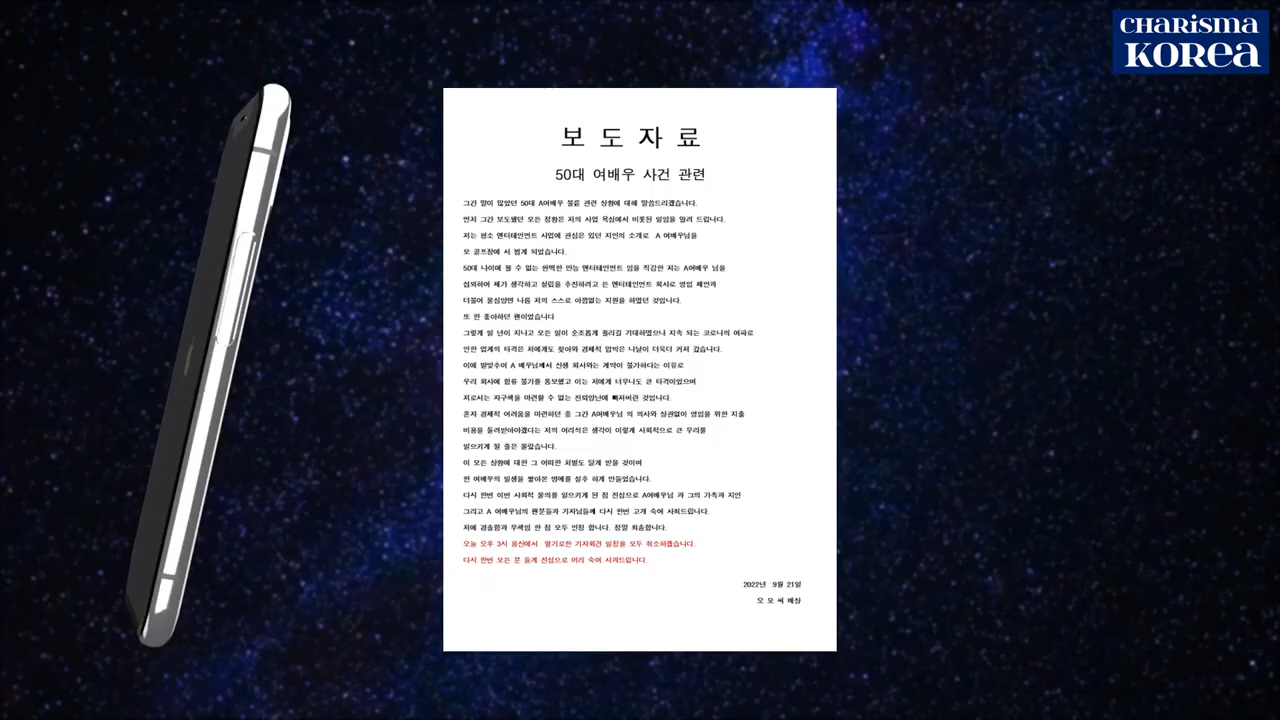 CHARISMA
KOREA
보 도 자 료
50대 여배우 사건 관련
그간 말이 많았던 50대 A여배우 불륜 관련 상황에 대해 말씀드리겠습니다.
먼저 그간 보도됐던 모든 정황은 저의 사업 욕심에서 비롯된 일임을 알려 드립니다.
저는 평소 엔터테인먼트 사업에 관심은 있던 지인의 소개로 A 여배우님을
모 골프장에 서 뵙게 되었습니다.
50대 나이에 볼 수 없는 완벽한 만능 엔터테인먼트 임을 직감한 저는 A여배우 님을
섭외하여 제가 생각하고 설립을 추진하려고 든 엔터테인먼트 회사로 영입 제안과
더불어 물심양면 나름 저의 스스로 아낌없는 지원을 하였던 것입니다.
또 한 좋아하던 팬이었습니다
그렇게 일 년이 지나고 모든 일이 순조롭게 풀리길 기대하였으나 지속 되는 코로나의 여파로
인한 업계의 타격은 저에게도 찾아와 경제적 압박은 나날이 더욱더 커져 갔습니다.
이에 발맞추어 A 배우님께서 신생 회사와는 계약이 불가하다는 이유로
우리 회사에 합류 불가를 통보했고 이는 저에게 너무나도 큰 타격이었으며
저로서는 자구책을 마련할 수 없는 진퇴양난에 빠져버린 것입니다.
혼자 경제적 어려움을 마련하던 중 그간 A여배우님 의 의사와 상관없이 영입을 위한 지출
비용을 돌려받아야겠다는 저의 어리석은 생각이 이렇게 사회적으로 큰 무리를
일으키게 될 줄은 몰랐습니다.
이 모든 상황에 대한 그 어떠한 처벌도 달게 받을 것이며
한 여배우의 일생을 쌓아온 명예를 실추 하게 만들었습니다.
다시 한번 이번 사회적 물의를 일으키게 된 점 진심으로 A여배우님 과 그의 가족과 지인
그리고 A 여배우님의 팬분들과 기자님들께 다시 한번 고개 숙여 사죄드립니다.
저에 경솔함과 무책임 한 점 모두 인정 합니다. 정말 죄송합니다.
오늘 오후 3시 용산에서 열기로한 기자회견 일정을 모두 취소하겠습니다.
다시 한번 모든 분 들게 진심으로 머리 숙여 사과드립니다.
2022년 9월 21일
오 모 씨 배상